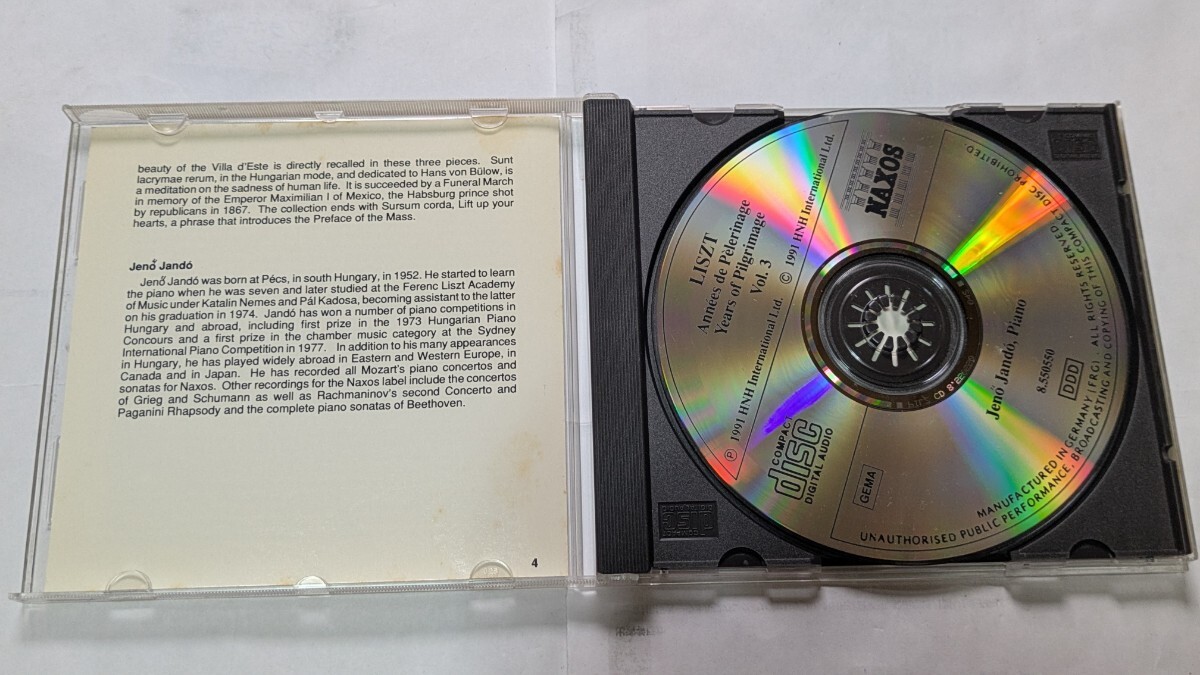 beauty of the Villa d'Este is directly recalled in these three pieces. Sunt
lacrymae rerum, in the Hungarian mode, and dedicated to Hans von Bülow, is
a meditation on the sadness of human life. It is succeeded by a Funeral March
in memory of the Emperor Maximilian I of Mexico, the Habsburg prince shot
by republicans in 1867. The collection ends with Sursum corda, Lift up your
hearts, a phrase that introduces the Preface of the Mass.
Jenő Jandó
Jenő Jandó was born at Pécs, in south Hungary, in 1952. He started to learn
the piano when he was seven and later studied at the Ferenc Liszt Academy
of Music under Katalin Nemes and Pál Kadosa, becoming assistant to the latter
on his graduation in 1974. Jandó has won a number of piano competitions in
Hungary and abroad, including first prize in the 1973 Hungarian Piano
Concours and a first prize in the chamber music category at the Sydney
International Piano Competition in 1977. In addition to his many appearances
in Hungary, he has played widely abroad in Eastern and Western Europe, in
Canada and in Japan. He has recorded all Mozart's piano concertos and
sonatas for Naxos. Other recordings for the Naxos label include the concertos
of Grieg and Schumann as well as Rachmaninov's second Concerto and
Paganini Rhapsody and the complete piano sonatas of Beethoven.
4
NAXOS
LISZT
Années de Pèlerinage
Years of Pilgrimage
Vol. 3
Ⓟ 1991 HNH International Ltd. © 1991 HNH International Ltd.
Jenő Jandó, Piano
8.550550
DDD
GEMA
COMPACT
disc
DIGITAL AUDIO
MANUFACTURED IN GERMANY (FRG) - ALL RIGHTS RESERVED.
UNAUTHORISED PUBLIC PERFORMANCE, BROADCASTING AND COPYING OF THIS COMPACT DISC PROHIBITED.